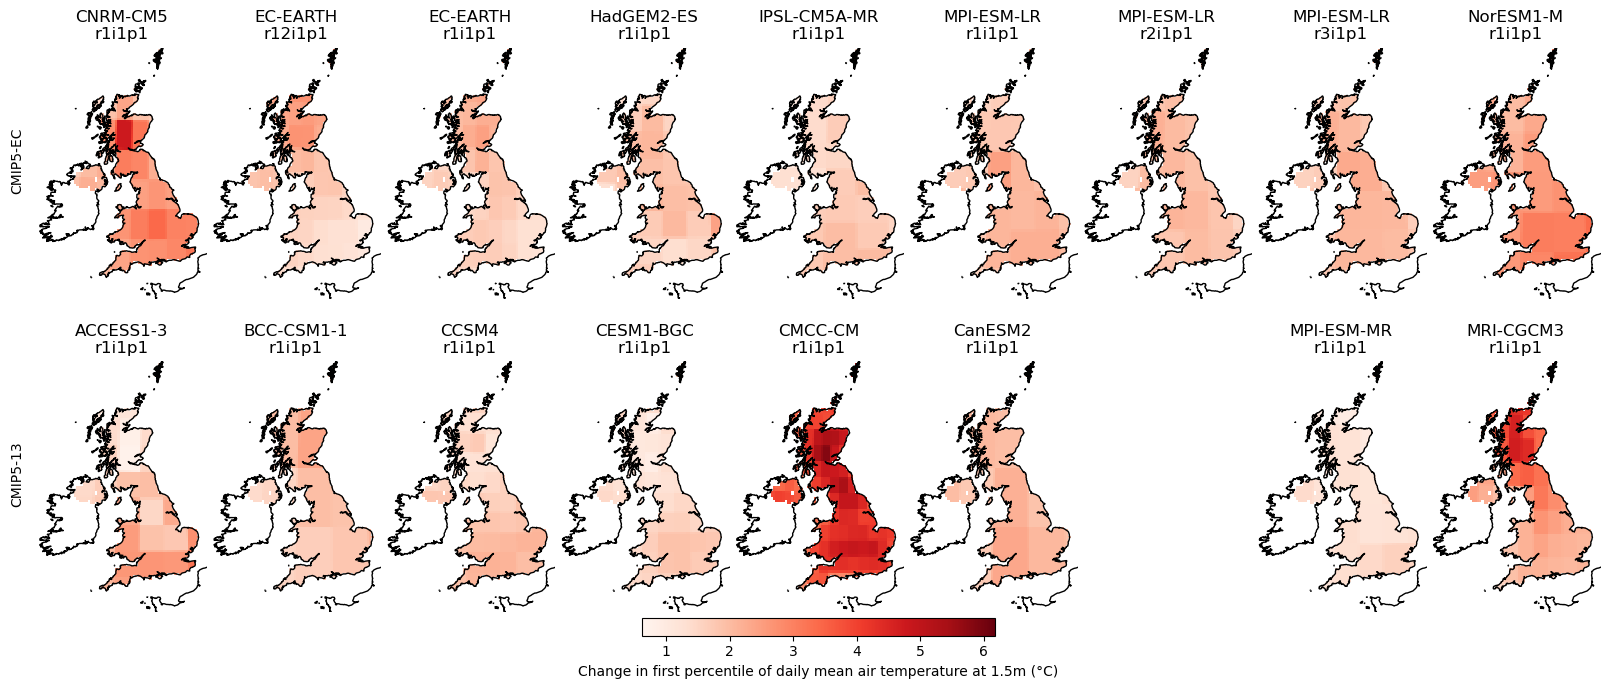 CNRM-CM5
r1i1p1
EC-EARTH
r12i1p1
EC-EARTH
r1i1p1
HadGEM2-ES
r1i1p1
IPSL-CM5A-MR
r1i1p1
MPI-ESM-LR
r1i1p1
MPI-ESM-LR
r2i1p1
MPI-ESM-LR
r3i1p1
NorESM1-M
r1i1p1
CMIP5-EC
ACCESS1-3
r1i1p1
BCC-CSM1-1
r1i1p1
CCSM4
r1i1p1
CESM1-BGC
r1i1p1
CMCC-CM
r1i1p1
CanESM2
r1i1p1
MPI-ESM-MR
r1i1p1
MRI-CGCM3
r1i1p1
CMIP5-13
1 2 3 4 5 6
Change in first percentile of daily mean air temperature at 1.5m (°C)